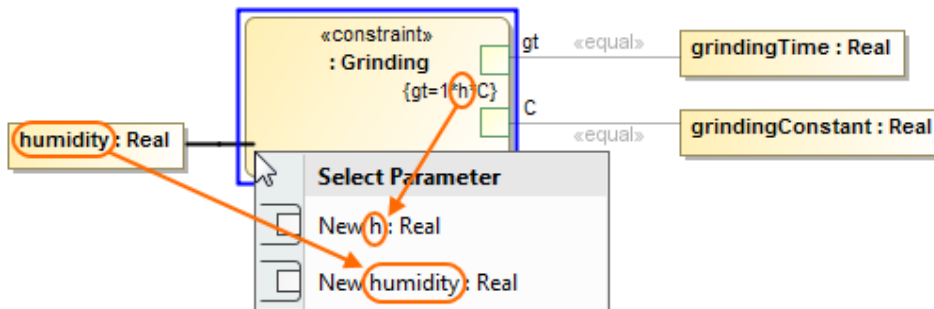 «constraint»
: Grinding
{gt=1*h*C}
gt
«equal»
grindingTime : Real
C
«equal»
grindingConstant : Real
humidity : Real
Select Parameter
New h : Real
New humidity : Real